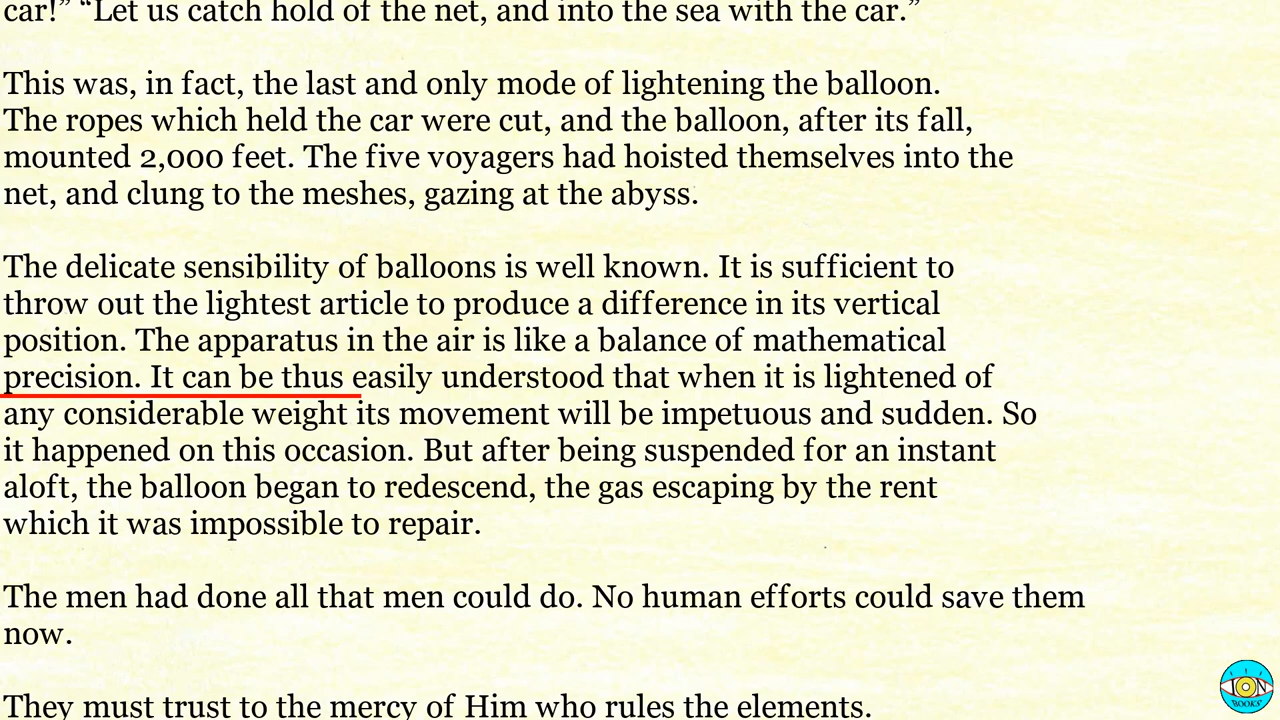 car!” “Let us catch hold of the net, and into the sea with the car.”
This was, in fact, the last and only mode of lightening the balloon.
The ropes which held the car were cut, and the balloon, after its fall,
mounted 2,000 feet. The five voyagers had hoisted themselves into the
net, and clung to the meshes, gazing at the abyss.
The delicate sensibility of balloons is well known. It is sufficient to
throw out the lightest article to produce a difference in its vertical
position. The apparatus in the air is like a balance of mathematical
precision. It can be thus easily understood that when it is lightened of
any considerable weight its movement will be impetuous and sudden. So
it happened on this occasion. But after being suspended for an instant
aloft, the balloon began to redescend, the gas escaping by the rent
which it was impossible to repair.
The men had done all that men could do. No human efforts could save them
now.
They must trust to the mercy of Him who rules the elements.
ION
BOOKS